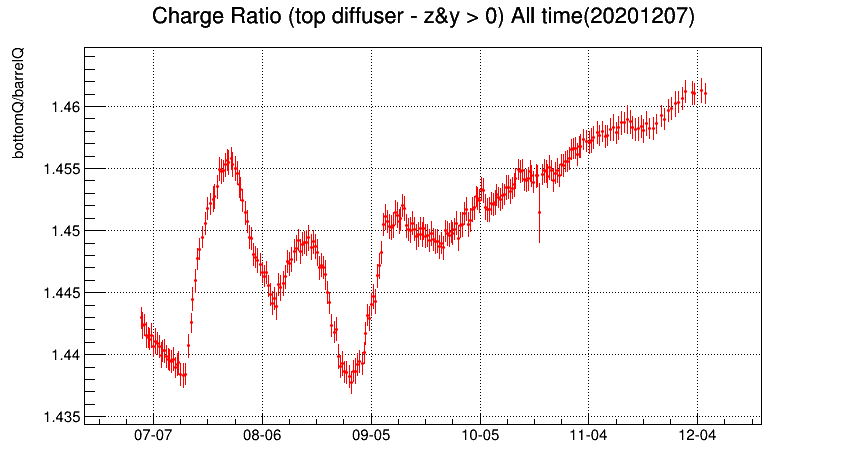 Charge Ratio (top diffuser - z&y > 0) All time(20201207)
bottomQ/barrelQ
1.46
1.455
1.45
1.445
1.44
1.435
07-07 08-06 09-05 10-05 11-04 12-04